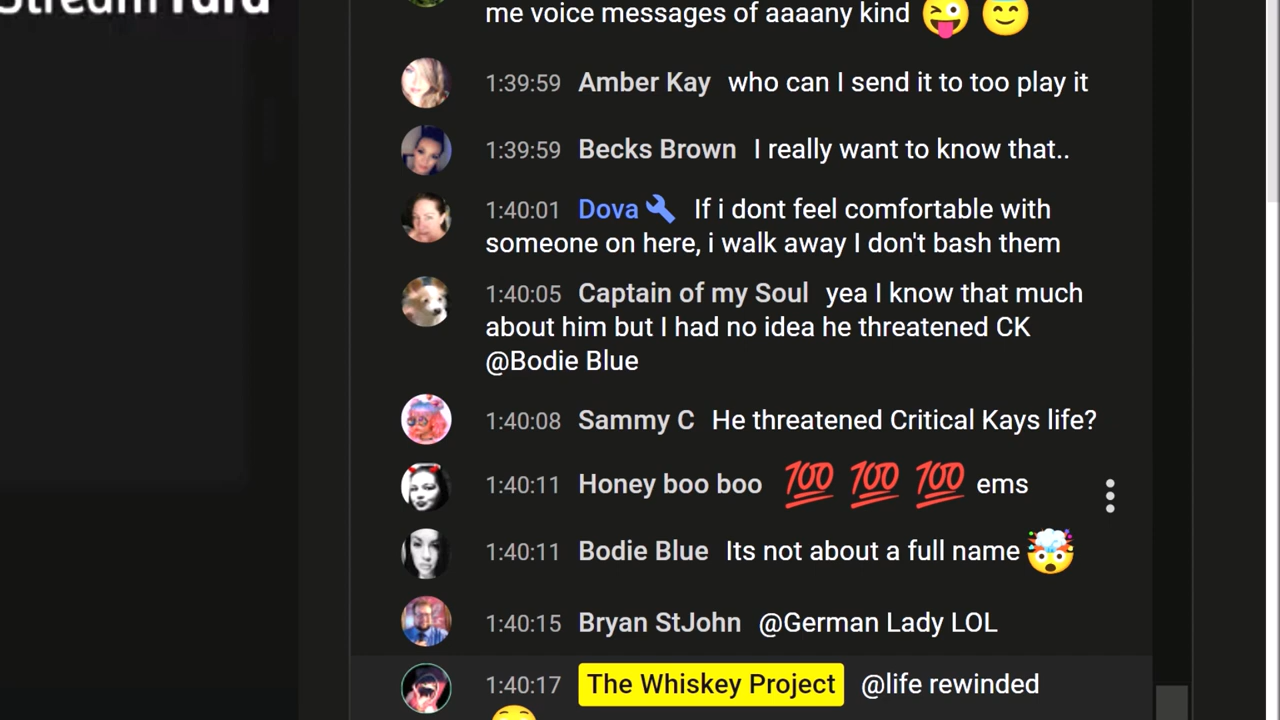 StreamYard
me voice messages of aaaany kind 😜 😇
1:39:59 Amber Kay who can I send it to too play it
1:39:59 Becks Brown I really want to know that..
1:40:01 Dova If i dont feel comfortable with
someone on here, i walk away I don't bash them
1:40:05 Captain of my Soul yea I know that much
about him but I had no idea he threatened CK
@Bodie Blue
1:40:08 Sammy C He threatened Critical Kays life?
1:40:11 Honey boo boo 💯 💯 💯 ems
1:40:11 Bodie Blue Its not about a full name 🤯
1:40:15 Bryan StJohn @German Lady LOL
1:40:17 The Whiskey Project @life rewinded